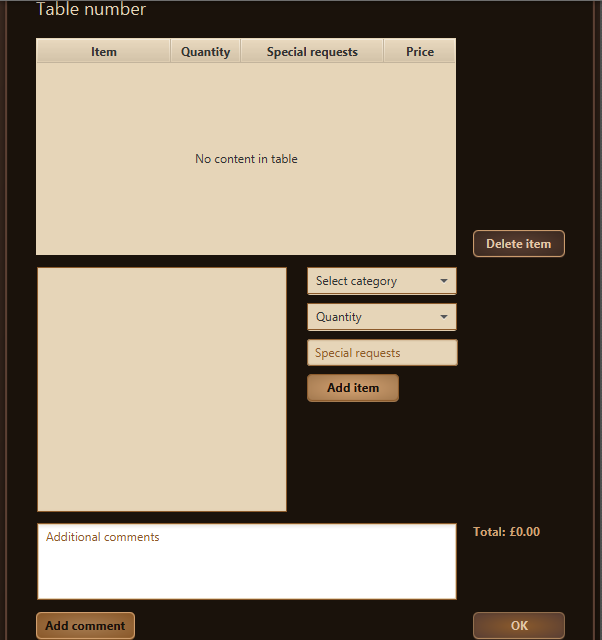 Table number
Item Quantity Special requests Price
No content in table
Delete item
Select category
Quantity
Special requests
Add item
Additional comments
Total: £0.00
Add comment OK